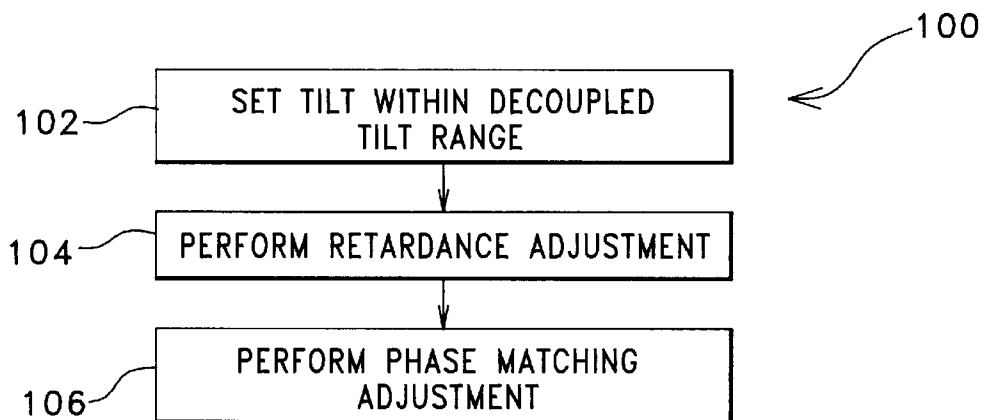 100
102
SET TILT WITHIN DECOUPLED
TILT RANGE
104
PERFORM RETARDANCE ADJUSTMENT
106
PERFORM PHASE MATCHING
ADJUSTMENT